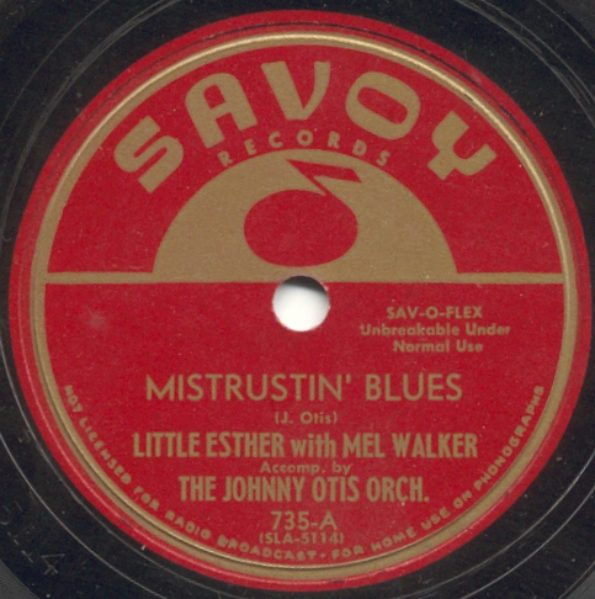 SAVOY
RECORDS
SAV-O-FLEX
Unbreakable Under
Normal Use
MISTRUSTIN' BLUES
(J. Otis)
LITTLE ESTHER with MEL WALKER
Accomp. by
THE JOHNNY OTIS ORCH.
735-A
(SLA-5114)
NOT LICENSED FOR RADIO BROADCAST · FOR HOME USE ON PHONOGRAPHS